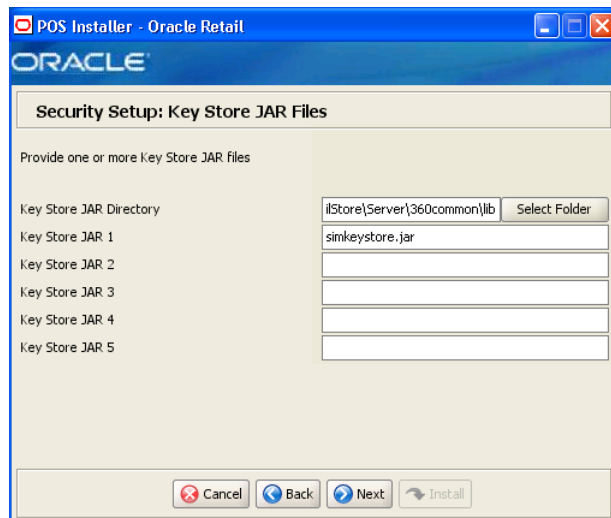 POS Installer - Oracle Retail
ORACLE
Security Setup: Key Store JAR Files
Provide one or more Key Store JAR files
Key Store JAR Directory ilStore\Server\360common\lib Select Folder
Key Store JAR 1 simkeystore.jar
Key Store JAR 2
Key Store JAR 3
Key Store JAR 4
Key Store JAR 5
Cancel Back Next Install